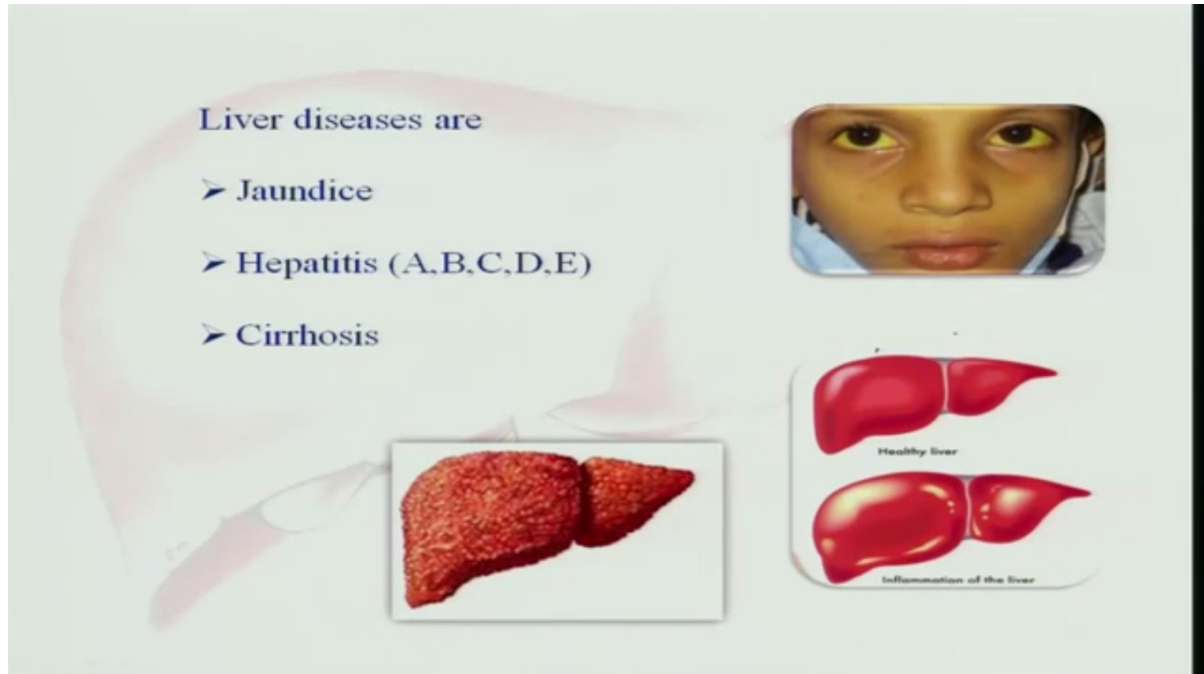 Liver diseases are
➢ Jaundice
➢ Hepatitis (A,B,C,D,E)
➢ Cirrhosis
Healthy liver
Inflammation of the liver